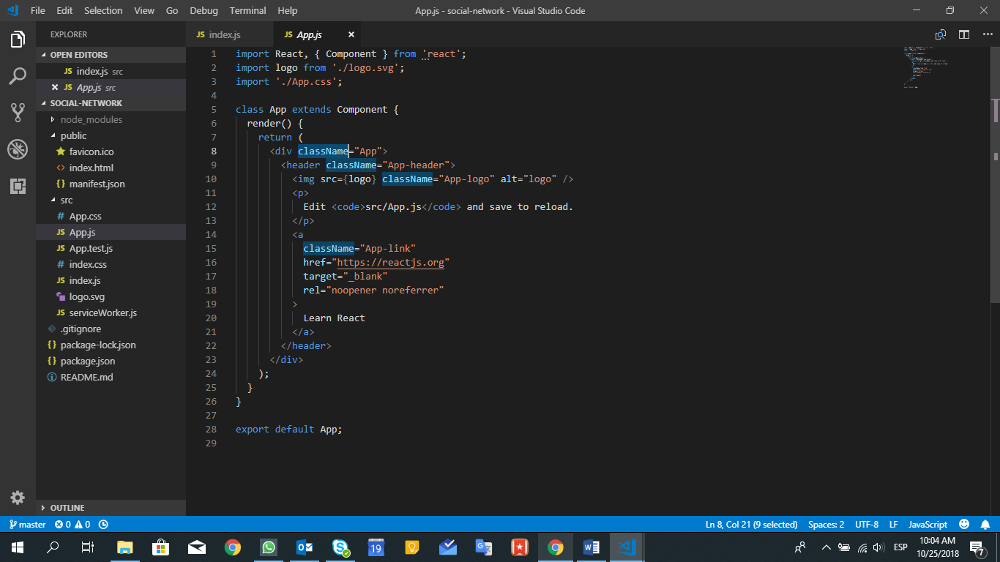 File Edit Selection View Go Debug Terminal Help
App.js - social-network - Visual Studio Code
EXPLORER
OPEN EDITORS
JS index.js src
JS App.js src
SOCIAL-NETWORK
node_modules
public
favicon.ico
<> index.html
{} manifest.json
src
# App.css
JS App.js
JS App.test.js
# index.css
JS index.js
logo.svg
JS serviceWorker.js
.gitignore
{} package-lock.json
{} package.json
README.md
OUTLINE
JS index.js
JS App.js
1 import React, { Component } from 'react';
2 import logo from './logo.svg';
3 import './App.css';
4
5 class App extends Component {
6 render() {
7 return (
8 <div className="App">
9 <header className="App-header">
10 <img src={logo} className="App-logo" alt="logo" />
11 <p>
12 Edit <code>src/App.js</code> and save to reload.
13 </p>
14 <a
15 className="App-link"
16 href="https://reactjs.org"
17 target="_blank"
18 rel="noopener noreferrer"
19 >
20 Learn React
21 </a>
22 </header>
23 </div>
24 );
25 }
26 }
27
28 export default App;
29
master 0 0
Ln 8, Col 21 (9 selected) Spaces: 2 UTF-8 LF JavaScript
19
ESP
10:04 AM
10/25/2018
7